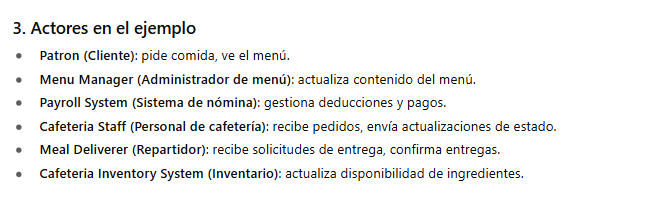 3. Actores en el ejemplo
• Patron (Cliente): pide comida, ve el menú.
• Menu Manager (Administrador de menú): actualiza contenido del menú.
• Payroll System (Sistema de nómina): gestiona deducciones y pagos.
• Cafeteria Staff (Personal de cafetería): recibe pedidos, envía actualizaciones de estado.
• Meal Deliverer (Repartidor): recibe solicitudes de entrega, confirma entregas.
• Cafeteria Inventory System (Inventario): actualiza disponibilidad de ingredientes.